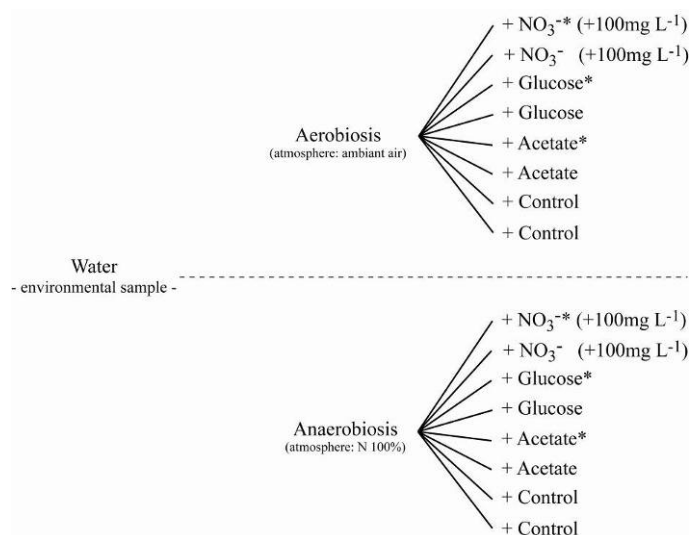 + NO₃⁻* (+100mg L⁻¹)
+ NO₃⁻ (+100mg L⁻¹)
+ Glucose*
+ Glucose
Aerobiosis
(atmosphere: ambiant air)
+ Acetate*
+ Acetate
+ Control
+ Control
Water
- environmental sample -
+ NO₃⁻* (+100mg L⁻¹)
+ NO₃⁻ (+100mg L⁻¹)
+ Glucose*
+ Glucose
Anaerobiosis
(atmosphere: N 100%)
+ Acetate*
+ Acetate
+ Control
+ Control